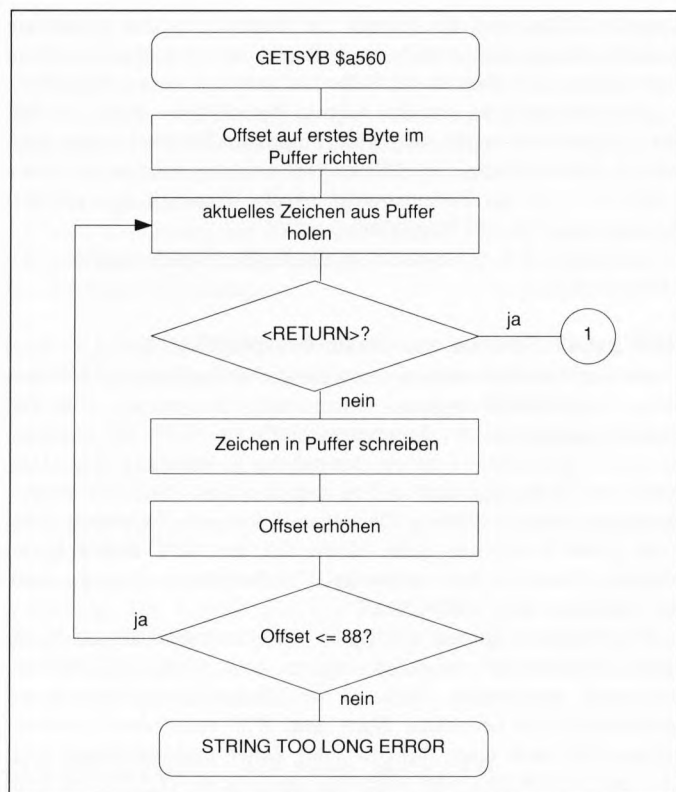 GETSYB $a560
Offset auf erstes Byte im
Puffer richten
aktuelles Zeichen aus Puffer
holen
<RETURN>?
ja
1
nein
Zeichen in Puffer schreiben
Offset erhöhen
ja
Offset <= 88?
nein
STRING TOO LONG ERROR